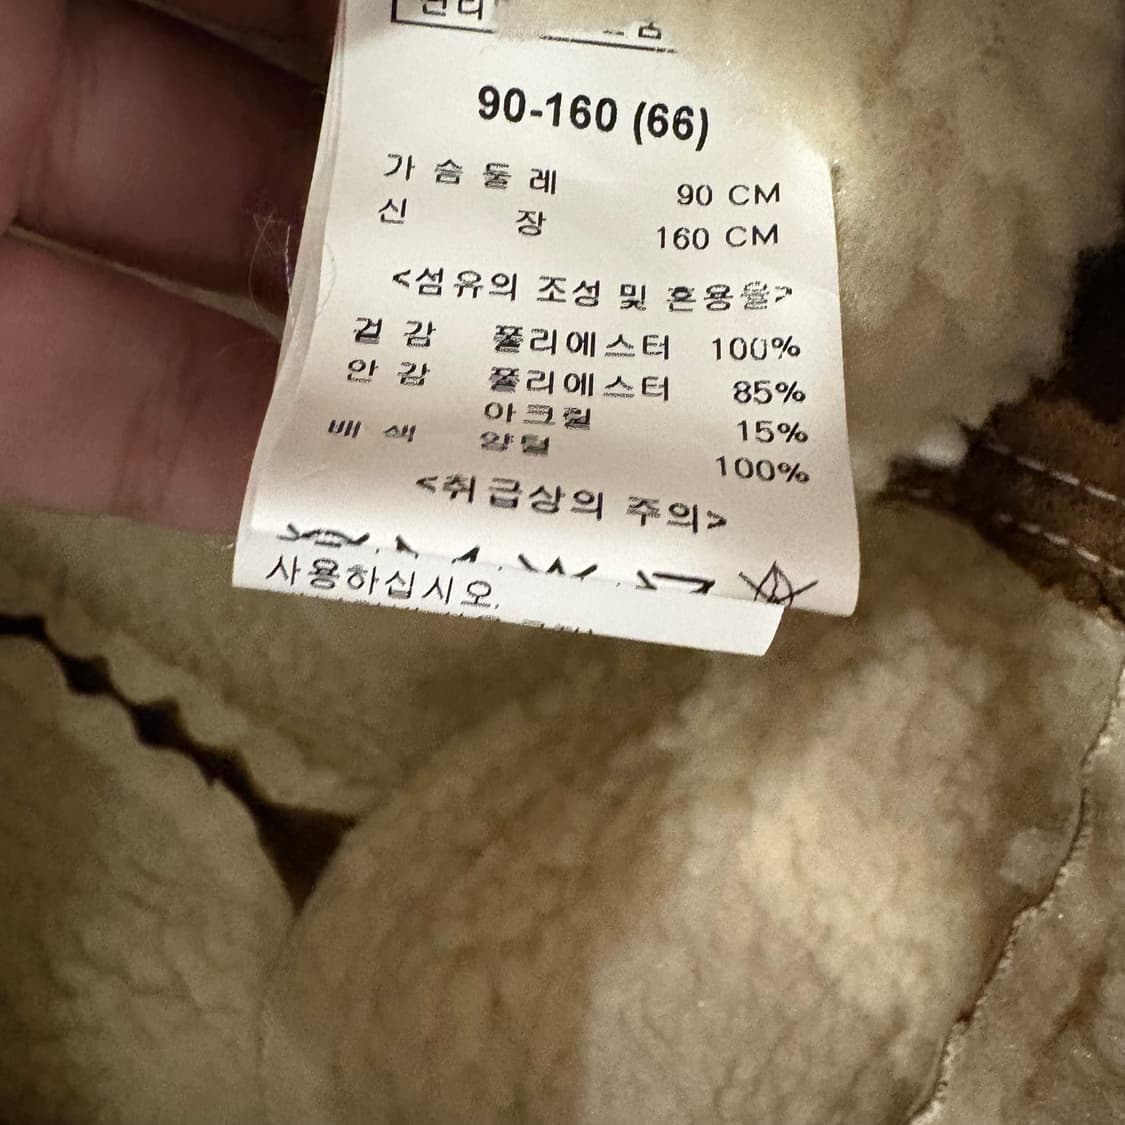 90-160 (66)
가슴둘레 90 CM
신장 160 CM
<섬유의 조성 및 혼용율>
겉감 폴리에스터 100%
안감 폴리에스터 85%
아크릴 15%
배색 양털 100%
<취급상의 주의>
사용하십시오.